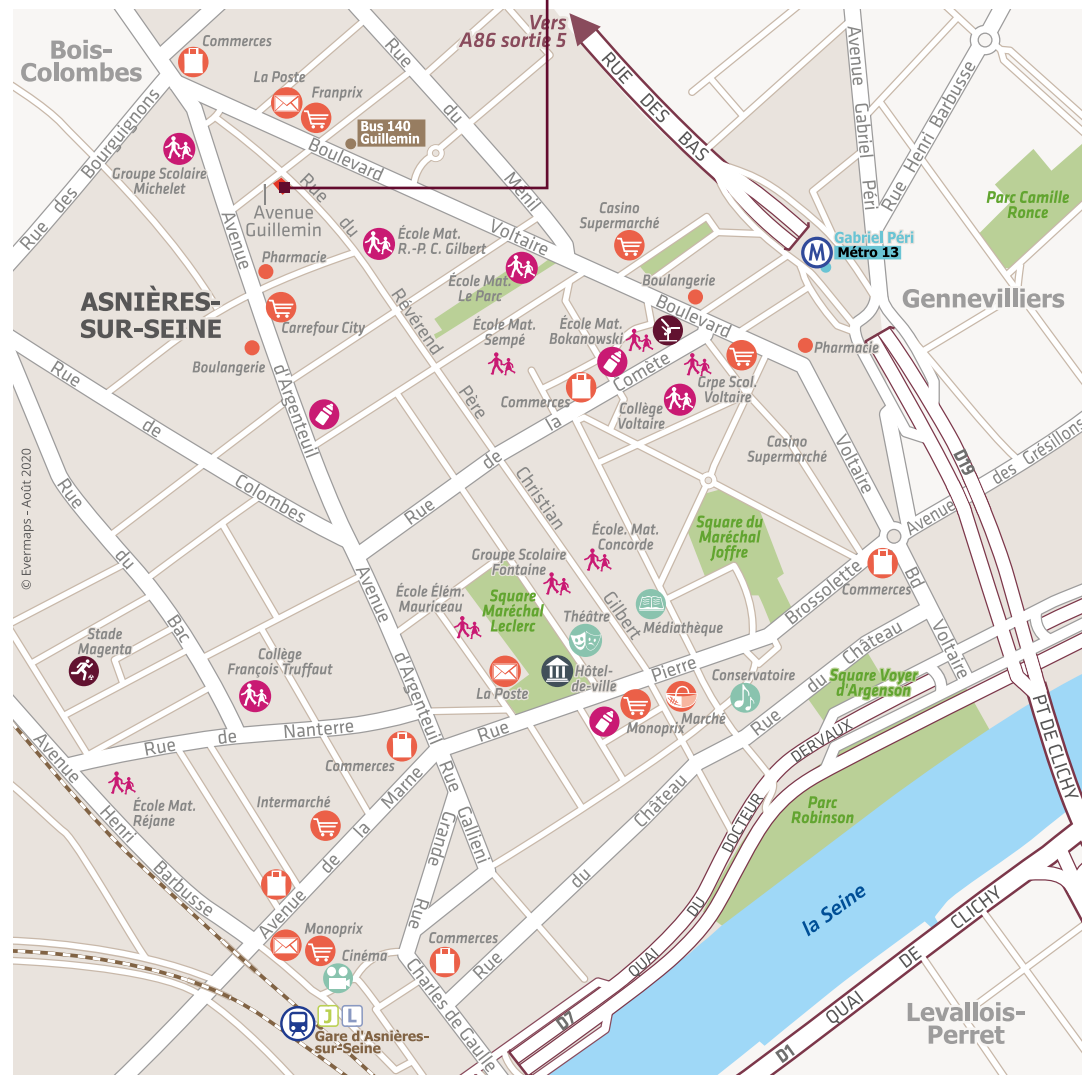 Vers
A86 sortie 5
Bois-
Colombes
Commerces
La Poste
Franprix
Bus 140
Guillemin
Rue des Bourguignons
Groupe Scolaire
Michelet
Boulevard
Voltaire
Rue
du
Ménil
RUE DES BAS
Avenue Gabriel Péri
Rue Henri Barbusse
Parc Camille
Ronce
Avenue
Guillemin
Rue
du
Révérend
Père
Christian
Gilbert
École Mat.
R.-P. C. Gilbert
Casino
Supermarché
Gabriel Péri
M
Métro 13
Gennevilliers
Avenue
d'Argenteuil
Pharmacie
ASNIÈRES-
SUR-SEINE
Carrefour City
Boulangerie
École Mat.
Le Parc
École Mat.
Sempé
École Mat.
Bokanowski
Boulangerie
Boulevard
Voltaire
Pharmacie
Commerces
Rue
de
la
Comète
Grpe Scol.
Voltaire
Collège
Voltaire
Casino
Supermarché
D19
Avenue des Grésillons
Rue
de
Colombes
© Evermaps - Août 2020
Rue
du
Bac
Square du
Maréchal
Joffre
École. Mat.
Concorde
Groupe Scolaire
Fontaine
École Élém.
Mauriceau
Square
Maréchal
Leclerc
Théâtre
Médiathèque
Commerces
Bd
Voltaire
Stade
Magenta
Collège
François Truffaut
Avenue
d'Argenteuil
La Poste
Hôtel-
de-ville
Rue
Pierre
Brossolette
Conservatoire
Marché
Monoprix
Rue
du
Château
Square Voyer
d'Argenson
PT DE CLICHY
Rue de Nanterre
Commerces
École Mat.
Réjane
Intermarché
Avenue
de
la
Marne
Rue
Gallieni
Grande
Rue
Rue
du
Château
Parc
Robinson
QUAI
DU
DOCTEUR
DERVAUX
la Seine
Avenue
Henri
Barbusse
Monoprix
Cinéma
Commerces
J
L
Gare d'Asnières-
sur-Seine
Charles de Gaulle
D7
D1
QUAI
DE
CLICHY
Levallois-
Perret